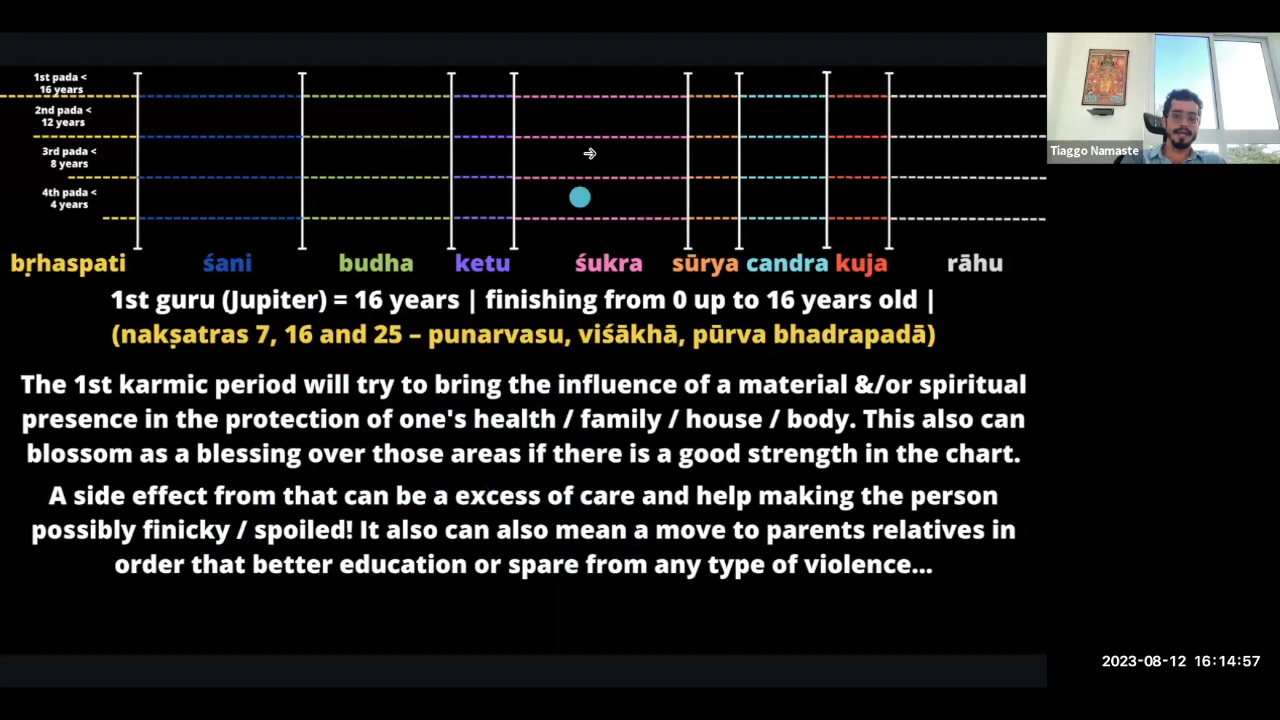 1st pada <
16 years
2nd pada <
12 years
3rd pada <
8 years
4th pada <
4 years
Tiaggo Namaste
bṛhaspati śani budha ketu śukra sūrya candra kuja rāhu
1st guru (Jupiter) = 16 years | finishing from 0 up to 16 years old |
(nakṣatras 7, 16 and 25 – punarvasu, viśākhā, pūrva bhadrapadā)
The 1st karmic period will try to bring the influence of a material &/or spiritual
presence in the protection of one's health / family / house / body. This also can
blossom as a blessing over those areas if there is a good strength in the chart.
A side effect from that can be a excess of care and help making the person
possibly finicky / spoiled! It also can also mean a move to parents relatives in
order that better education or spare from any type of violence...
2023-08-12 16:14:57